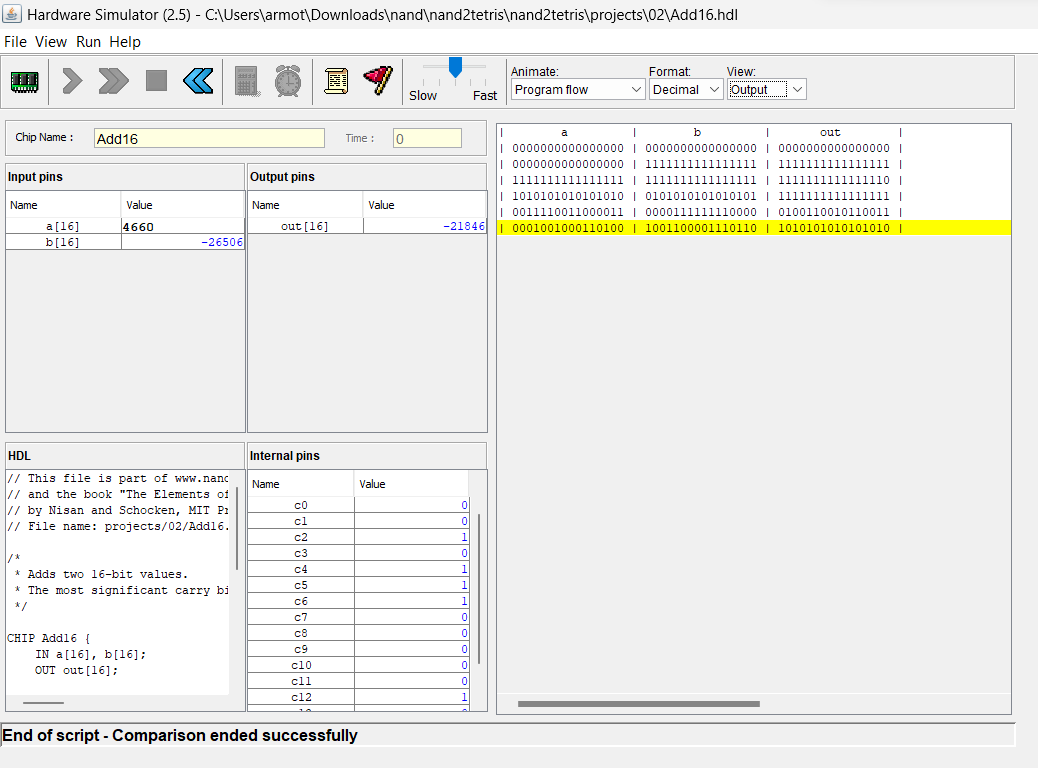 Hardware Simulator (2.5) - C:\Users\armot\Downloads\nand\nand2tetris\nand2tetris\projects\02\Add16.hdl
File View Run Help
Slow Fast
Animate: Format: View:
Program flow Decimal Output
Chip Name : Add16 Time : 0
Input pins
Name Value
a[16] 4660
b[16] -26506
Output pins
Name Value
out[16] -21846
| a | b | out |
| 0000000000000000 | 0000000000000000 | 0000000000000000 |
| 0000000000000000 | 1111111111111111 | 1111111111111111 |
| 1111111111111111 | 1111111111111111 | 1111111111111110 |
| 1010101010101010 | 0101010101010101 | 1111111111111111 |
| 0011110011000011 | 0000111111110000 | 0100110010110011 |
| 0001001000110100 | 1001100001110110 | 1010101010101010 |
HDL
// This file is part of www.nand
// and the book "The Elements of
// by Nisan and Schocken, MIT Pr
// File name: projects/02/Add16.
/*
* Adds two 16-bit values.
* The most significant carry bi
*/
CHIP Add16 {
IN a[16], b[16];
OUT out[16];
Internal pins
Name Value
c0 0
c1 0
c2 1
c3 0
c4 1
c5 1
c6 1
c7 0
c8 0
c9 0
c10 0
c11 0
c12 1
End of script - Comparison ended successfully